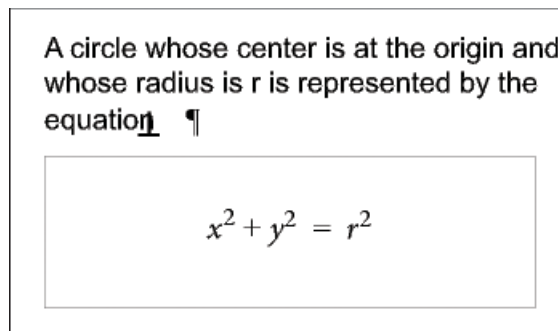 A circle whose center is at the origin and
whose radius is r is represented by the
equation ¶
x² + y² = r²